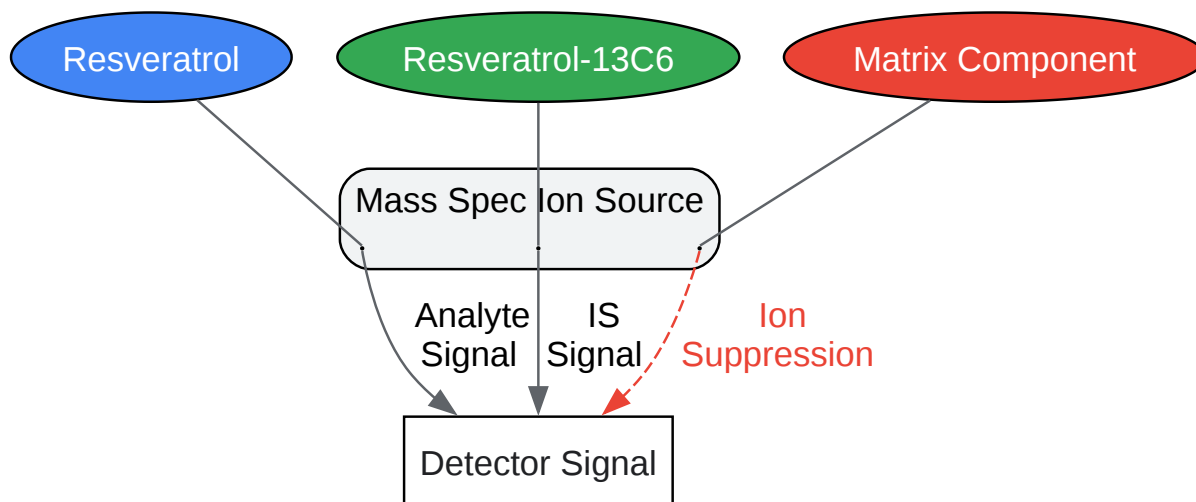 Resveratrol
Resveratrol-13C6
Matrix Component
Mass Spec Ion Source
Analyte
Signal
IS
Signal
Ion
Suppression
Detector Signal